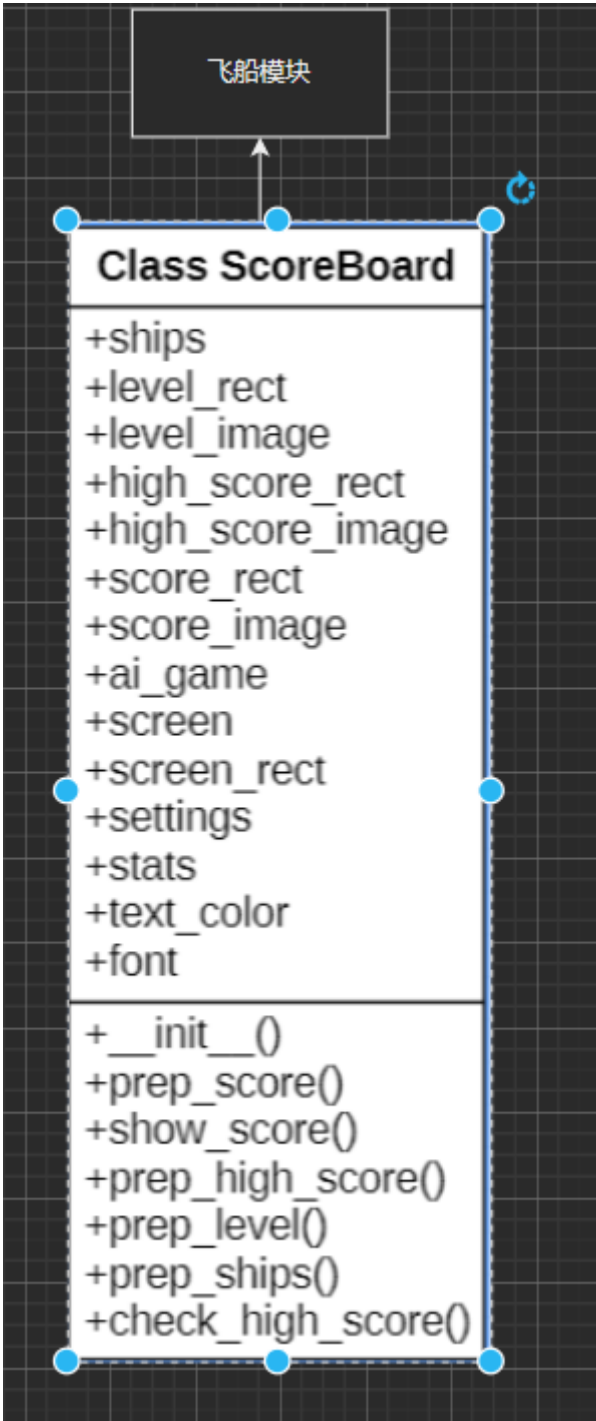 飞船模块
Class ScoreBoard
+ships
+level_rect
+level_image
+high_score_rect
+high_score_image
+score_rect
+score_image
+ai_game
+screen
+screen_rect
+settings
+stats
+text_color
+font
+__init__()
+prep_score()
+show_score()
+prep_high_score()
+prep_level()
+prep_ships()
+check_high_score()